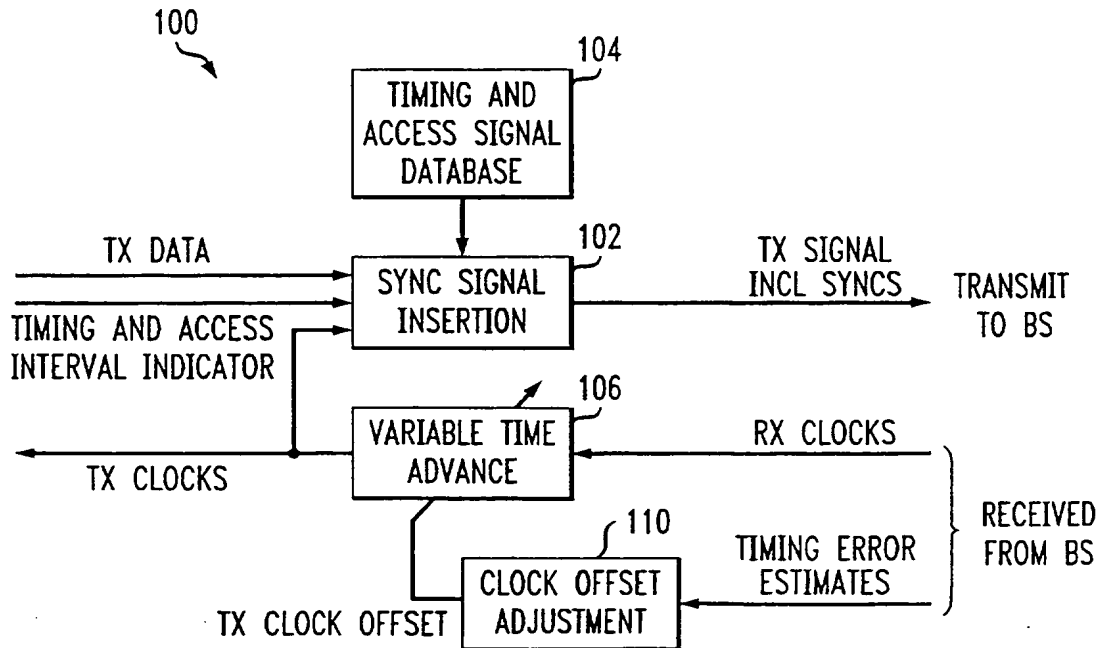 100
104
TIMING AND
ACCESS SIGNAL
DATABASE
TX DATA
102
SYNC SIGNAL
INSERTION
TX SIGNAL
INCL SYNCS
TRANSMIT
TO BS
TIMING AND ACCESS
INTERVAL INDICATOR
106
VARIABLE TIME
ADVANCE
RX CLOCKS
TX CLOCKS
110
RECEIVED
FROM BS
TIMING ERROR
ESTIMATES
CLOCK OFFSET
ADJUSTMENT
TX CLOCK OFFSET